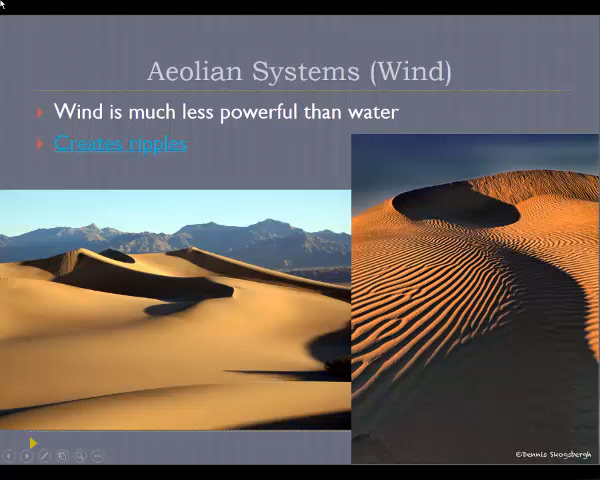 Aeolian Systems (Wind)
Wind is much less powerful than water
Creates ripples
©Dennis Skogsbergh